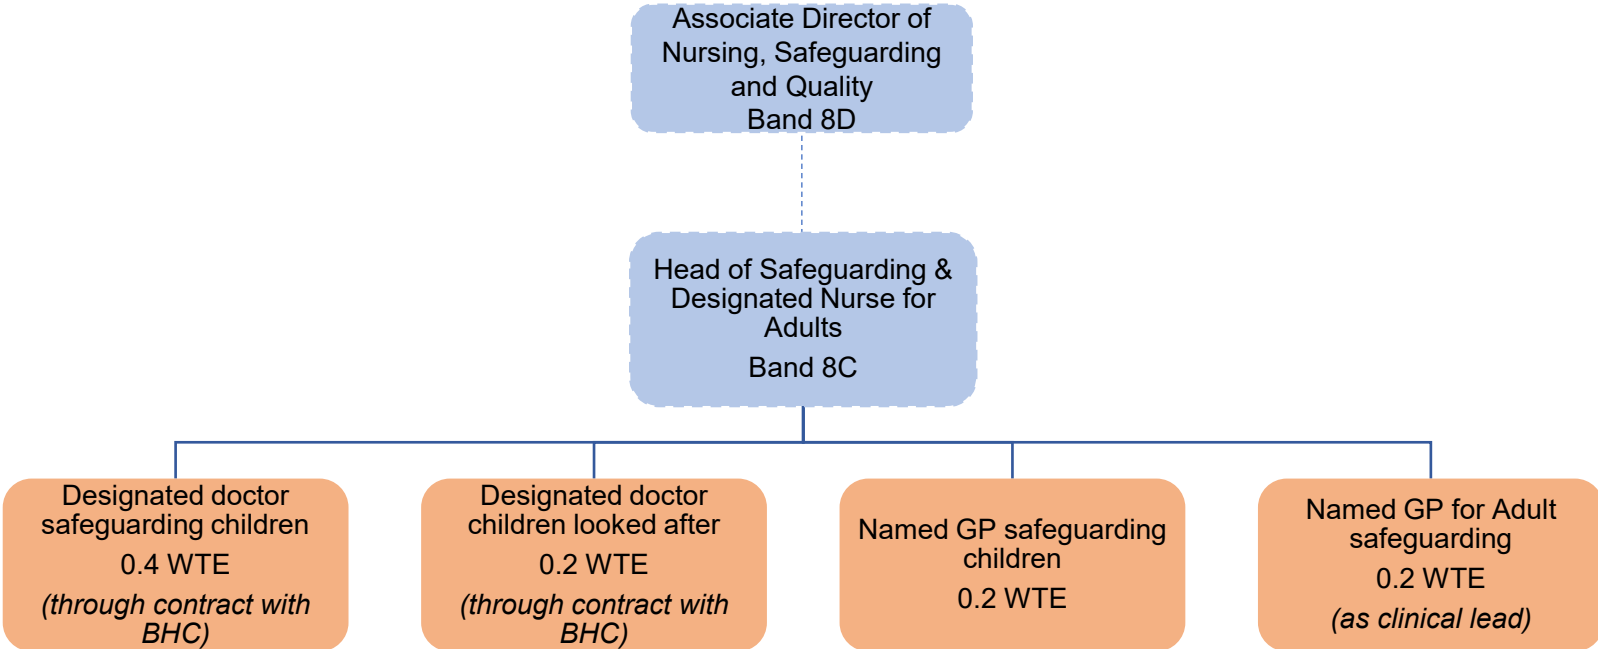 Associate Director of
Nursing, Safeguarding
and Quality
Band 8D
Head of Safeguarding &
Designated Nurse for
Adults
Band 8C
Designated doctor
safeguarding children
0.4 WTE
(through contract with
BHC)
Designated doctor
children looked after
0.2 WTE
(through contract with
BHC)
Named GP safeguarding
children
0.2 WTE
Named GP for Adult
safeguarding
0.2 WTE
(as clinical lead)